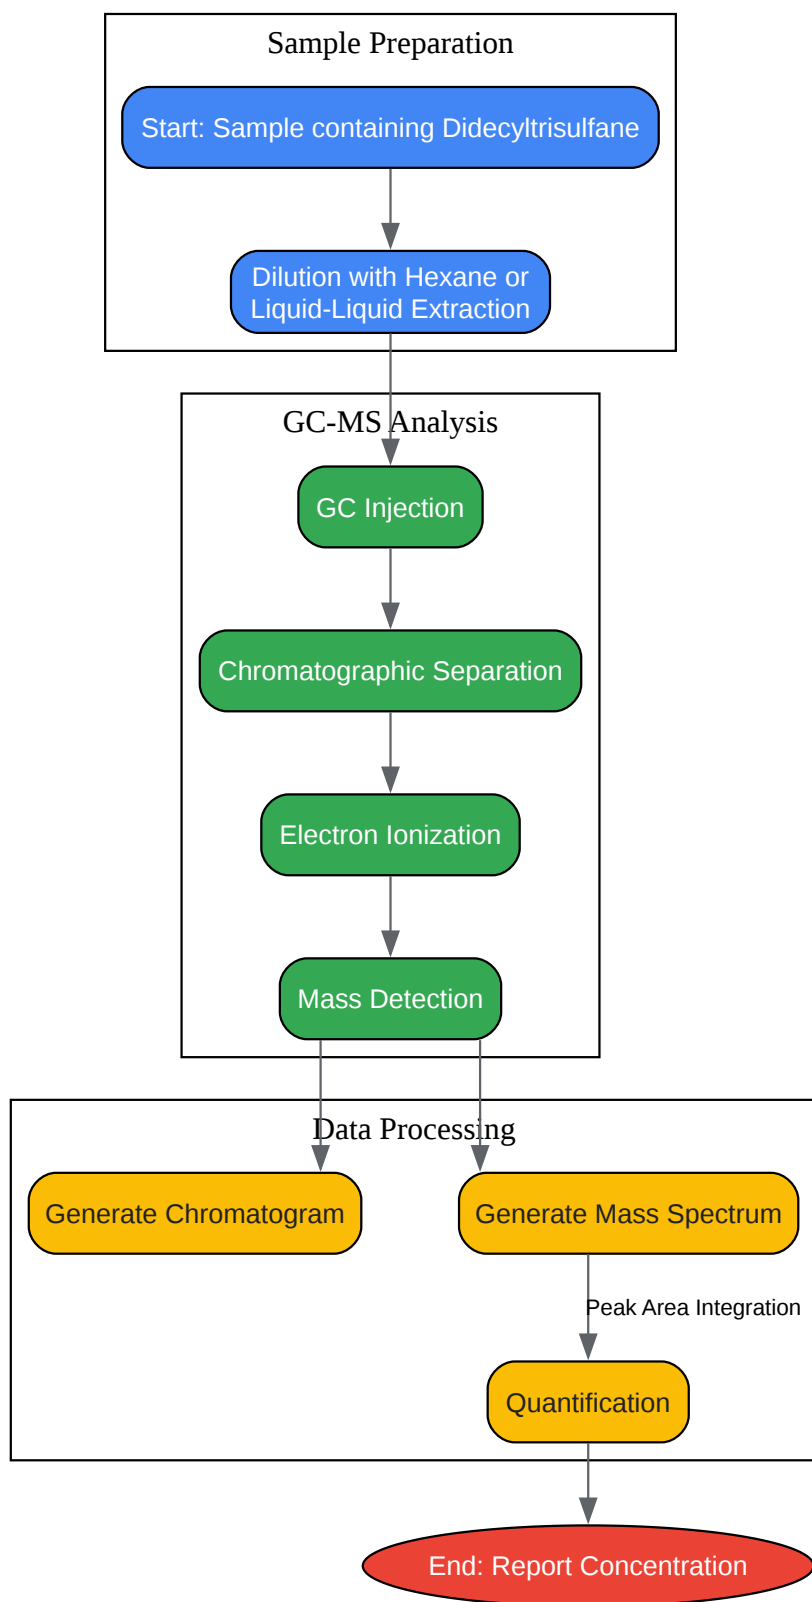 Sample Preparation
Start: Sample containing Didecyltrisulfane
Dilution with Hexane or
Liquid-Liquid Extraction
GC-MS Analysis
GC Injection
Chromatographic Separation
Electron Ionization
Mass Detection
Data Processing
Generate Chromatogram
Generate Mass Spectrum
Peak Area Integration
Quantification
End: Report Concentration